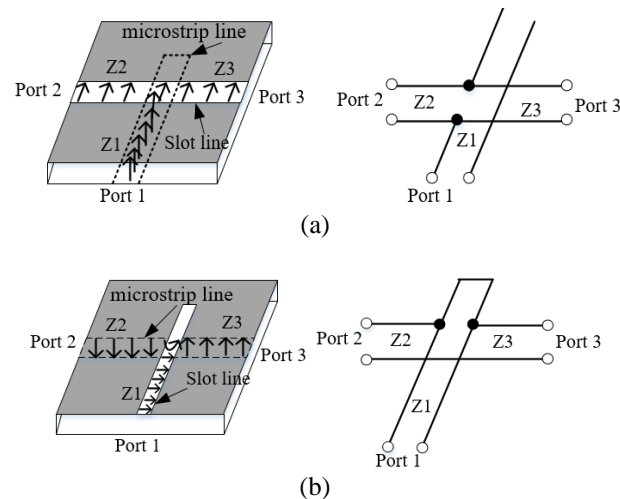 microstrip line
Z2
Z3
Port 2
Port 3
Z1
Slot line
Port 1
Port 2
Z2
Z3
Port 3
Z1
Port 1
(a)
microstrip line
Z2
Z3
Port 2
Port 3
Z1
Slot line
Port 1
Port 2
Z2
Z3
Port 3
Z1
Port 1
(b)